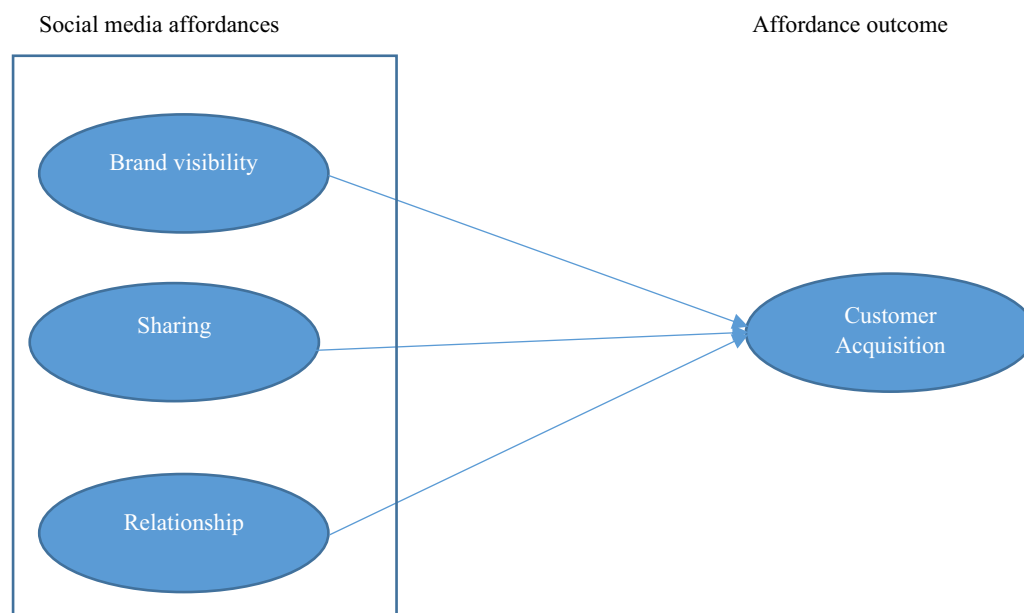 Social media affordances
Affordance outcome
Brand visibility
Sharing
Customer
Acquisition
Relationship